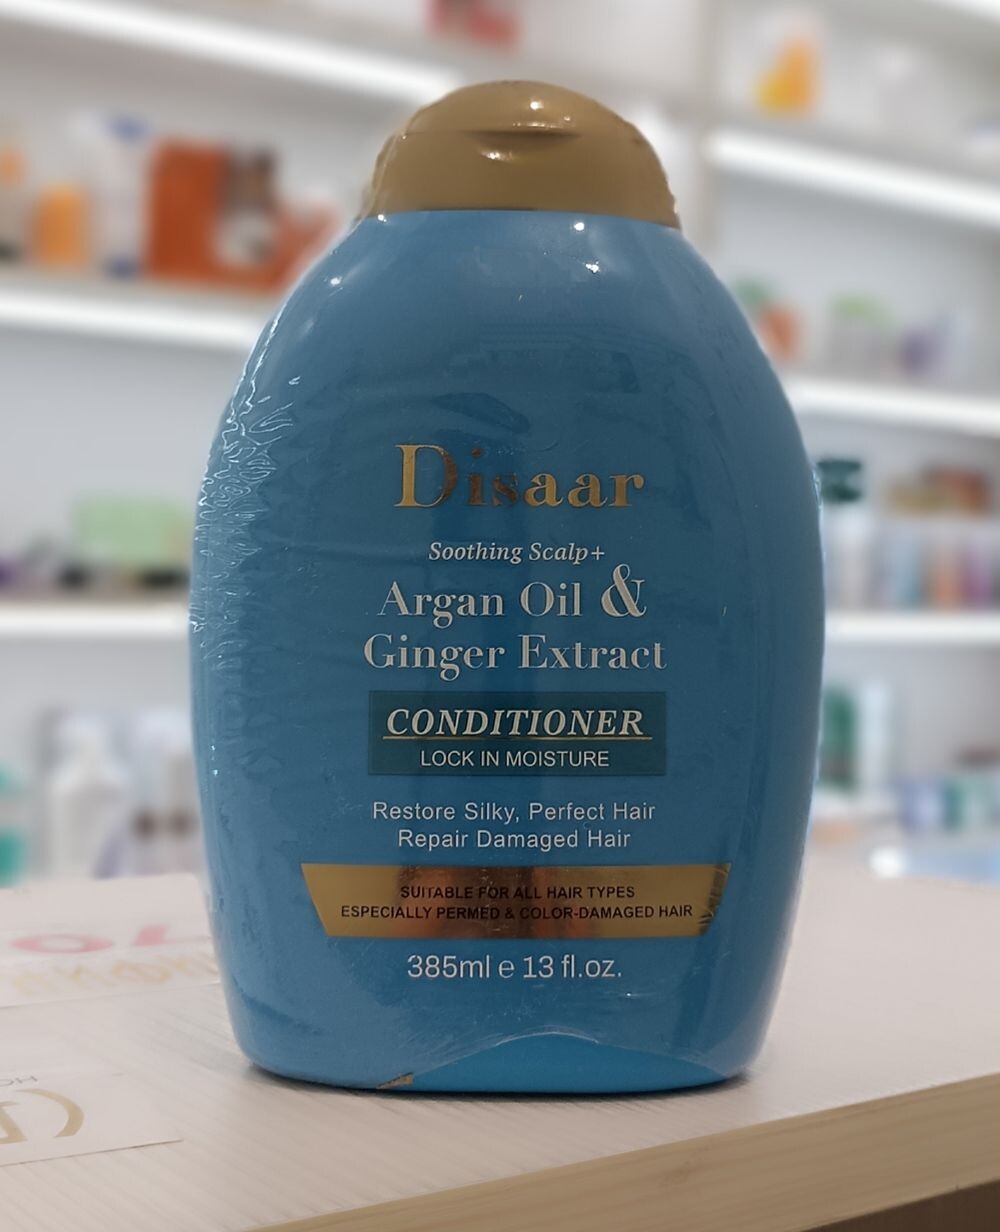 Disaar
Soothing Scalp+
Argan Oil &
Ginger Extract
CONDITIONER
LOCK IN MOISTURE
Restore Silky, Perfect Hair
Repair Damaged Hair
SUITABLE FOR ALL HAIR TYPES
ESPECIALLY PERMED & COLOR-DAMAGED HAIR
385ml e 13 fl.oz.